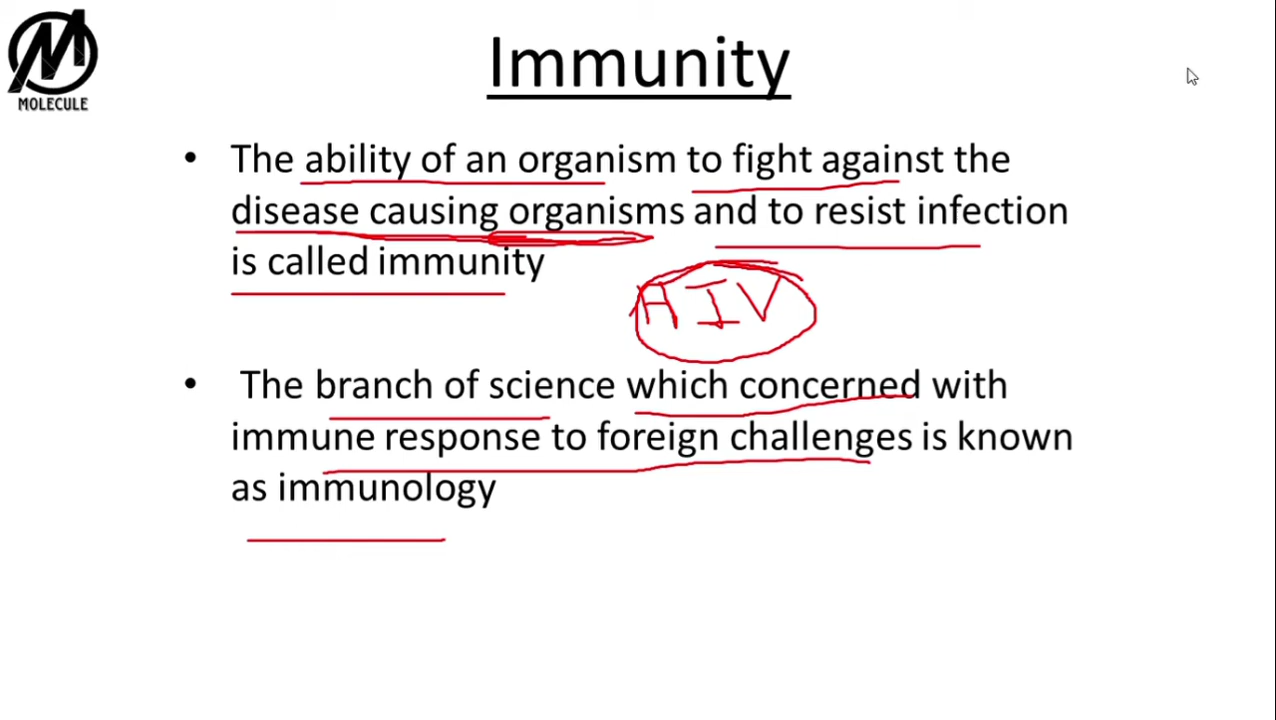 MOLECULE
Immunity
• The ability of an organism to fight against the
disease causing organisms and to resist infection
is called immunity
AIV
• The branch of science which concerned with
immune response to foreign challenges is known
as immunology